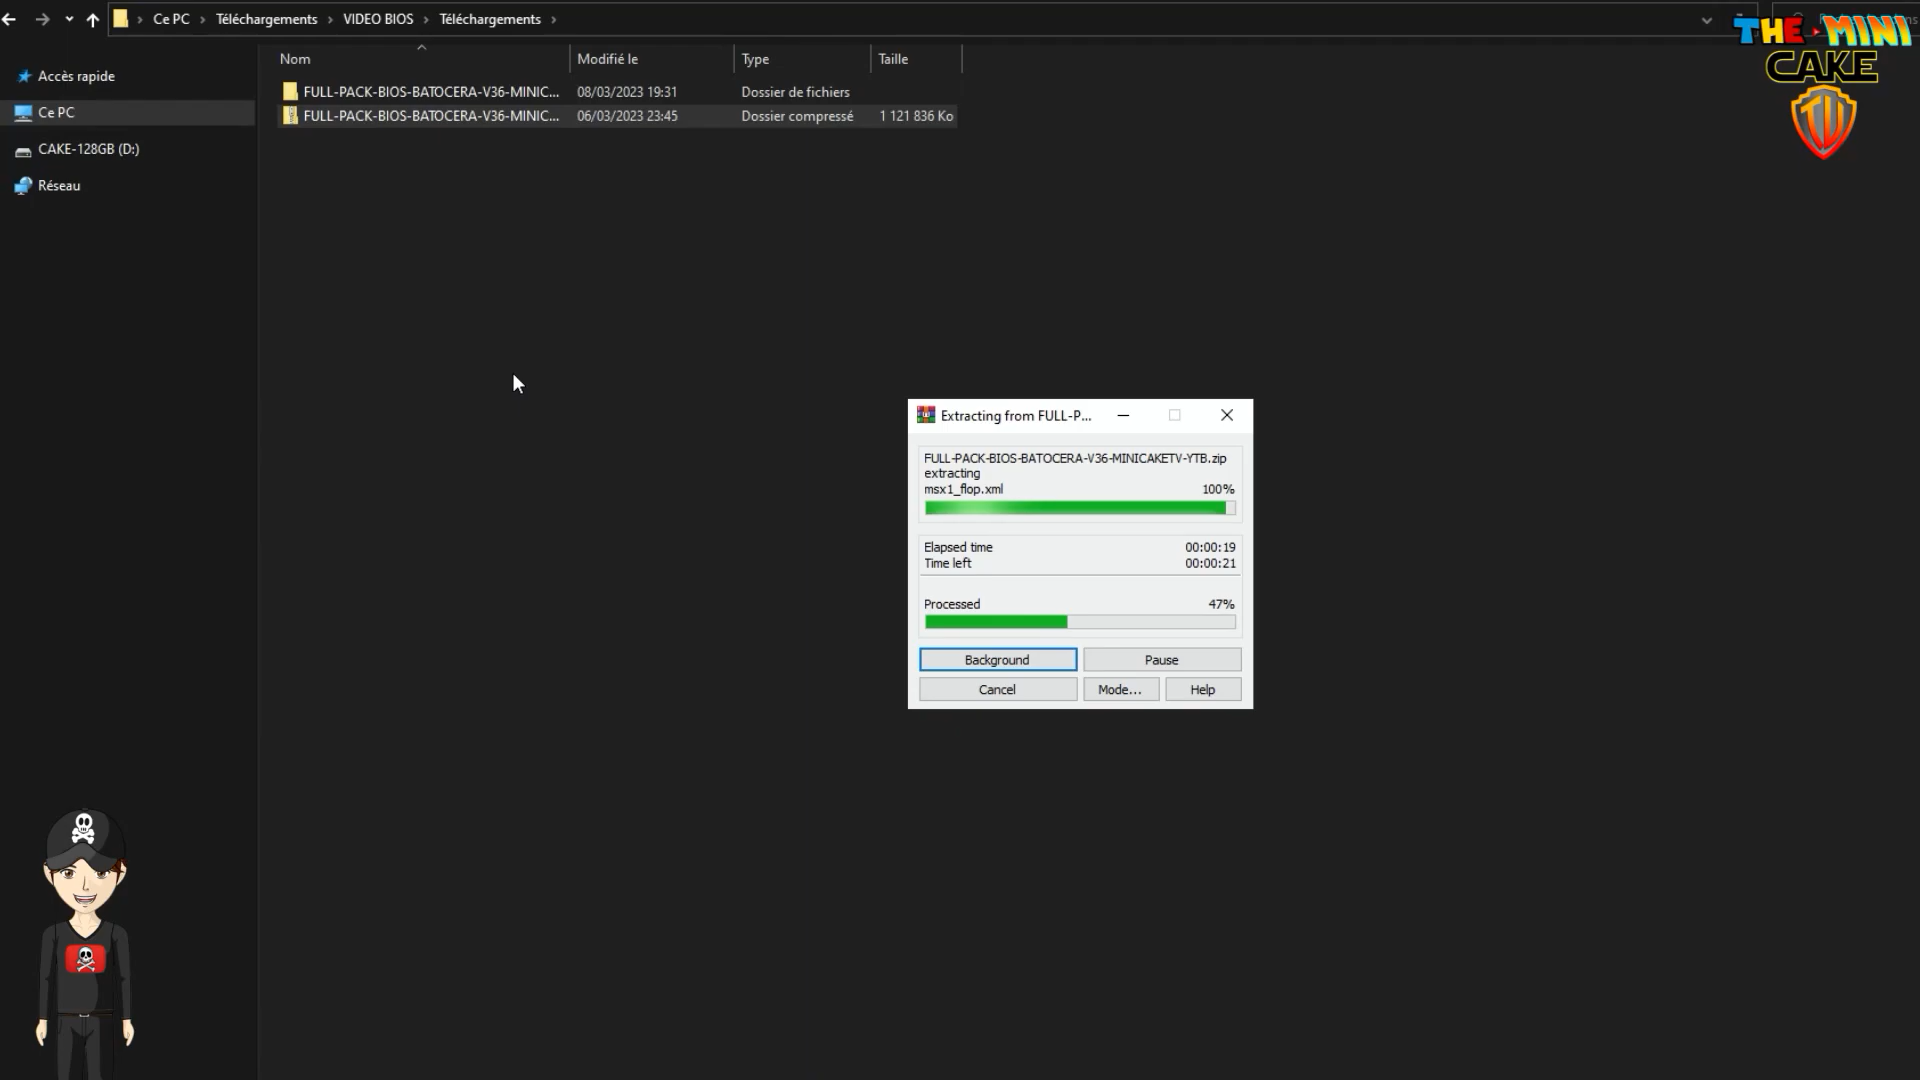 Ce PC
Téléchargements
VIDEO BIOS
Téléchargements
THE MINI
CAKE
Nom
Modifié le
Type
Taille
Accès rapide
Ce PC
CAKE-128GB (D:)
Réseau
FULL-PACK-BIOS-BATOCERA-V36-MINIC... 08/03/2023 19:31 Dossier de fichiers
FULL-PACK-BIOS-BATOCERA-V36-MINIC... 06/03/2023 23:45 Dossier compressé 1 121 836 Ko
Extracting from FULL-P...
FULL-PACK-BIOS-BATOCERA-V36-MINICAKETV-YTB.zip
extracting
msx1_flop.xml 100%
Elapsed time 00:00:19
Time left 00:00:21
Processed 47%
Background
Pause
Cancel
Mode...
Help